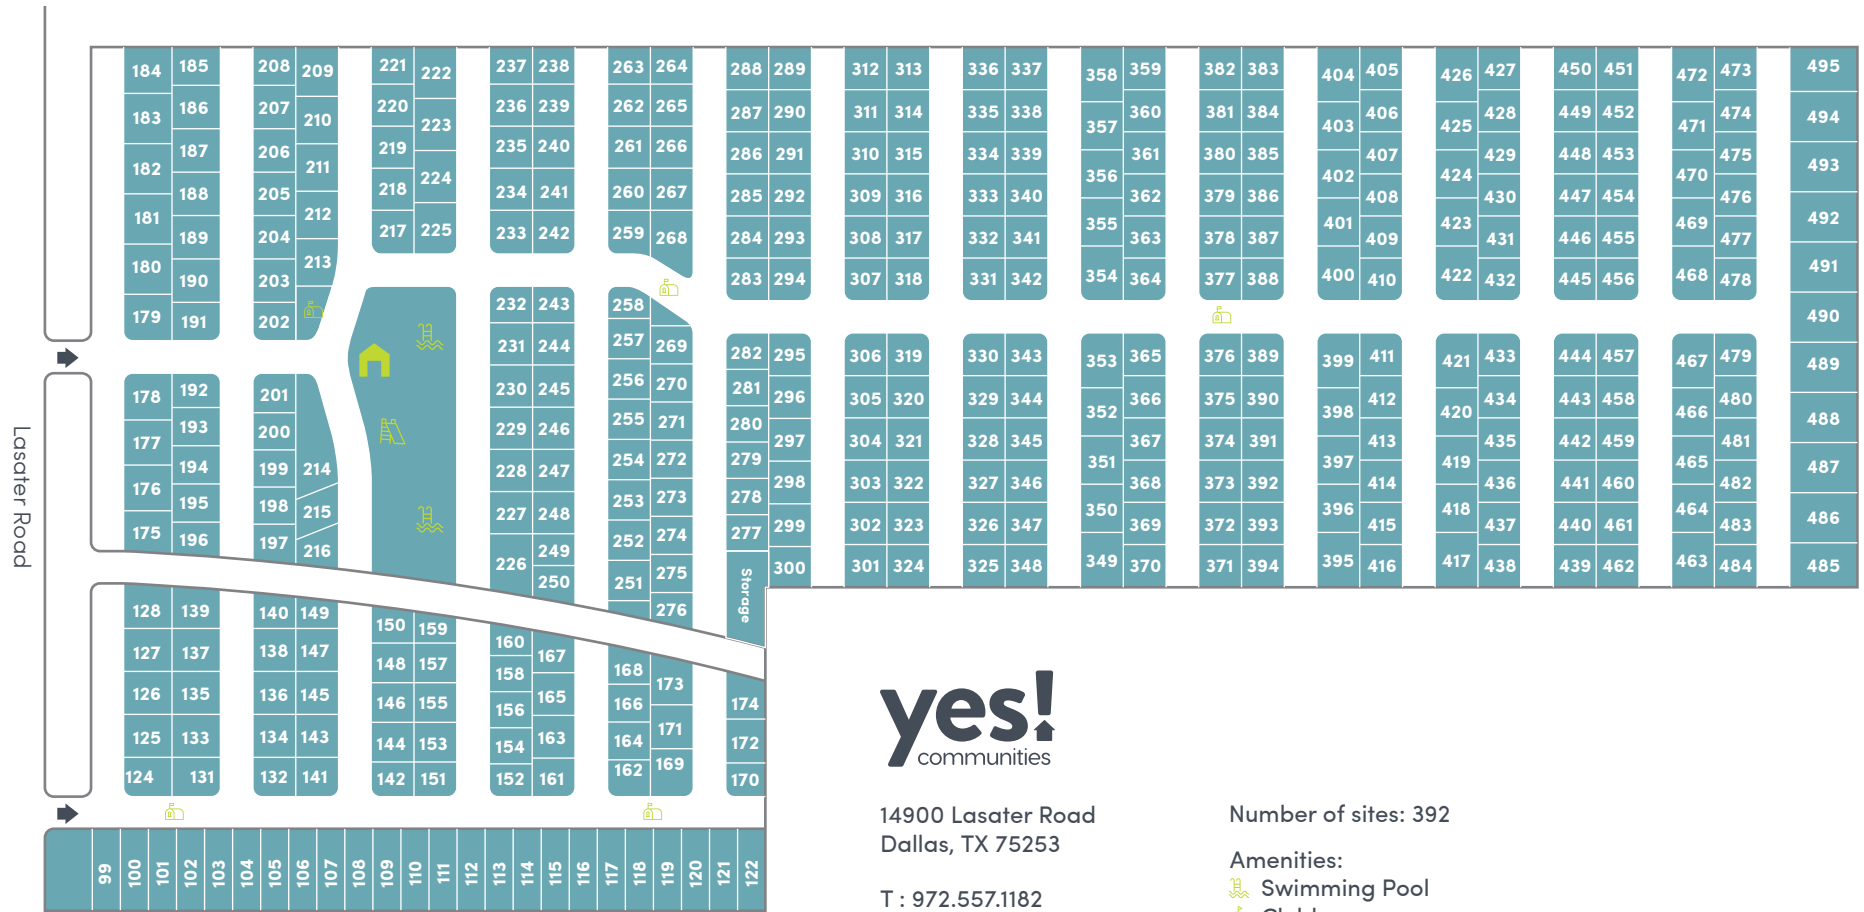 184 185 208 209 221 222 237 238 263 264 288 289 312 313 336 337 358 359 382 383 404 405 426 427 450 451 472 473 495
183 186 207 210 220 223 236 239 262 265 287 290 311 314 335 338 357 360 381 384 403 406 425 428 449 452 471 474 494
182 187 206 211 219 224 235 240 261 266 286 291 310 315 334 339 356 361 380 385 402 407 424 429 448 453 470 475 493
181 188 205 212 218 225 234 241 260 267 285 292 309 316 333 340 355 362 379 386 401 408 423 430 447 454 469 476 492
180 189 204 213 217 233 242 259 268 284 293 308 317 332 341 354 363 378 387 400 409 422 431 446 455 468 477 491
179 190 203 283 294 307 318 331 342 364 377 388 410 432 445 456 478 490
191 202
232 243 258
178 192 201 231 244 257 269 282 295 306 319 330 343 353 365 376 389 399 411 421 433 444 457 467 479 489
177 193 200 230 245 256 270 281 296 305 320 329 344 352 366 375 390 398 412 420 434 443 458 466 480 488
176 194 199 214 229 246 255 271 280 297 304 321 328 345 351 367 374 391 397 413 419 435 442 459 465 481 487
175 195 198 215 228 247 254 272 279 298 303 322 327 346 350 368 373 392 396 414 418 436 441 460 464 482 486
196 197 216 227 248 253 273 278 299 302 323 326 347 349 369 372 393 395 415 417 437 440 461 463 483 485
226 249 252 274 277 300 301 324 325 348 370 371 394 416 438 439 462 484
250 251 275
276
Storage
Lasater Road
128 139 140 149 150 159 160 167 168 173 174
127 137 138 147 148 157 158 165 166 171 172
126 135 136 145 146 155 156 163 164 169 170
125 133 134 143 144 153 154 161 162
124 131 132 141 142 151 152
99 100 101 102 103 104 105 106 107 108 109 110 111 112 113 114 115 116 117 118 119 120 121 122
yes!
communities
14900 Lasater Road
Dallas, TX 75253
T : 972.557.1182
Number of sites: 392
Amenities:
Swimming Pool